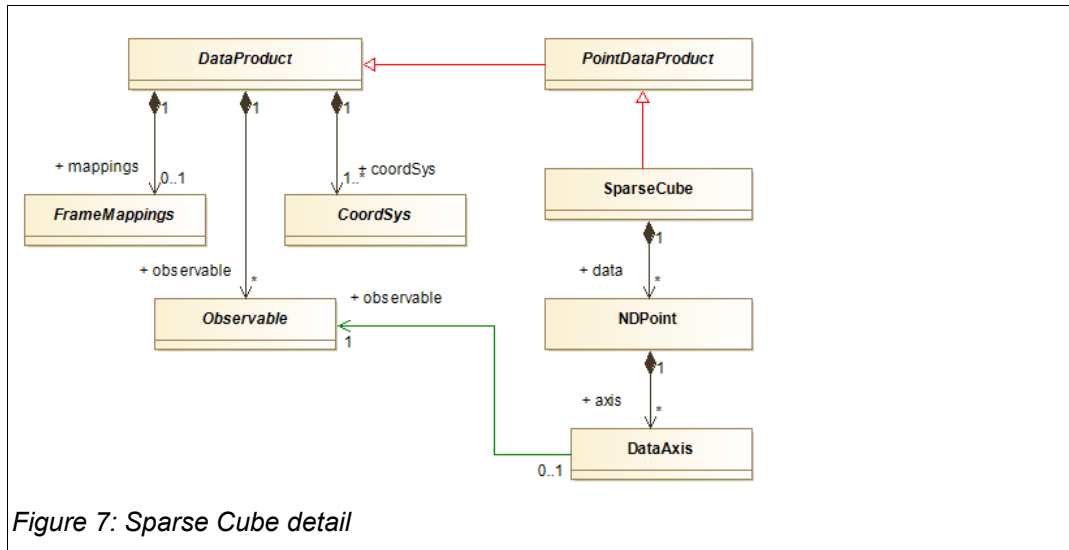 DataProduct
PointDataProduct
1
1
1
+ mappings
0..1
1..*
+ coordSys
FrameMappings
CoordSys
SparseCube
1
+ observable
*
+ data
*
+ observable
Observable
1
NDPoint
1
+ axis
*
DataAxis
0..1
Figure 7: Sparse Cube detail